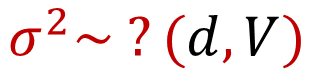 σ² ~ ? (d, V)